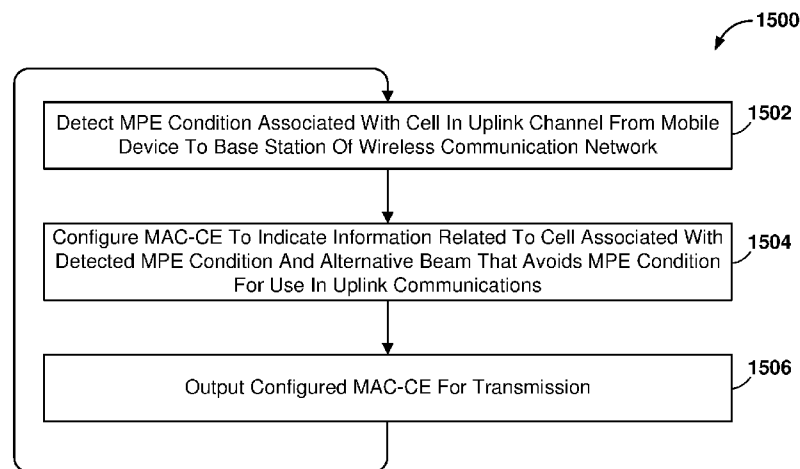 1500
Detect MPE Condition Associated With Cell In Uplink Channel From Mobile
Device To Base Station Of Wireless Communication Network
1502
Configure MAC-CE To Indicate Information Related To Cell Associated With
Detected MPE Condition And Alternative Beam That Avoids MPE Condition
For Use In Uplink Communications
1504
Output Configured MAC-CE For Transmission
1506